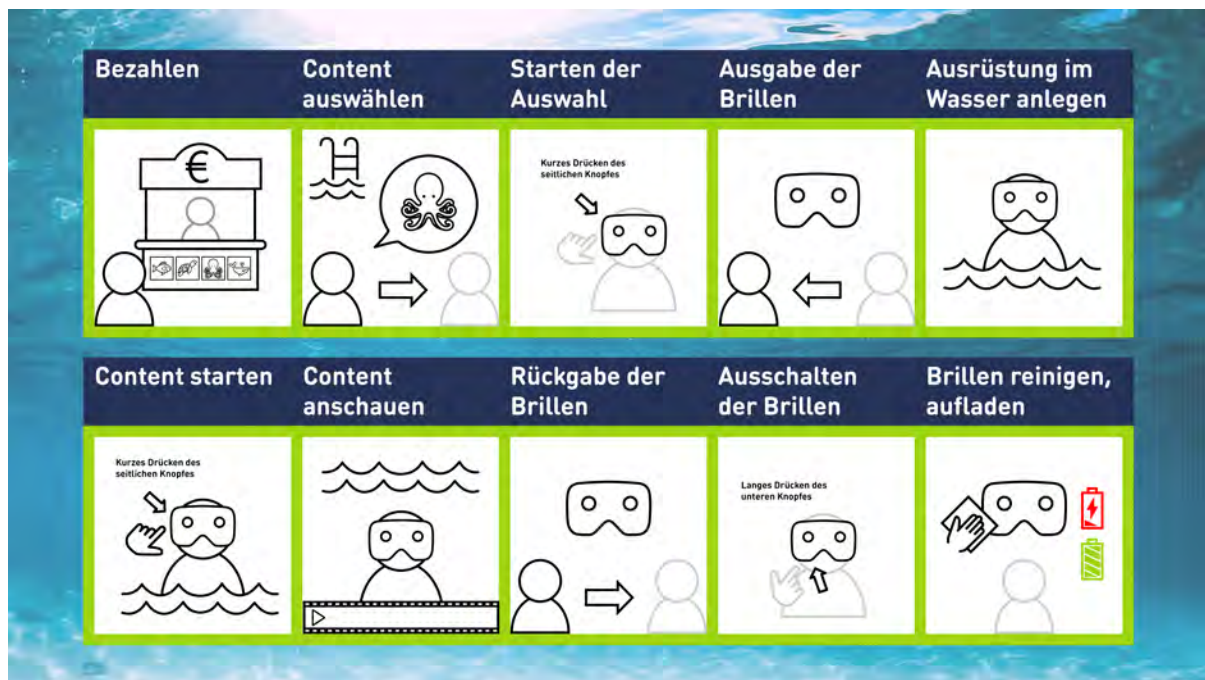 Bezahlen
Content
auswählen
Starten der
Auswahl
Ausgabe der
Brillen
Ausrüstung im
Wasser anlegen
€
Kurzes Drücken des
seitlichen Knopfes
Content starten
Content
anschauen
Rückgabe der
Brillen
Ausschalten
der Brillen
Brillen reinigen,
aufladen
Kurzes Drücken des
seitlichen Knopfes
Langes Drücken des
unteren Knopfes